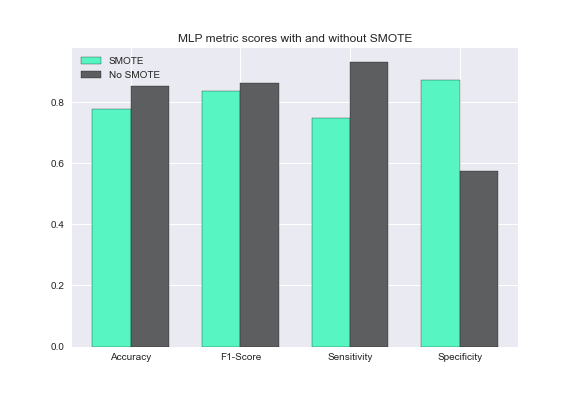 MLP metric scores with and without SMOTE
SMOTE
No SMOTE
0.8
0.6
0.4
0.2
0.0
Accuracy F1-Score Sensitivity Specificity